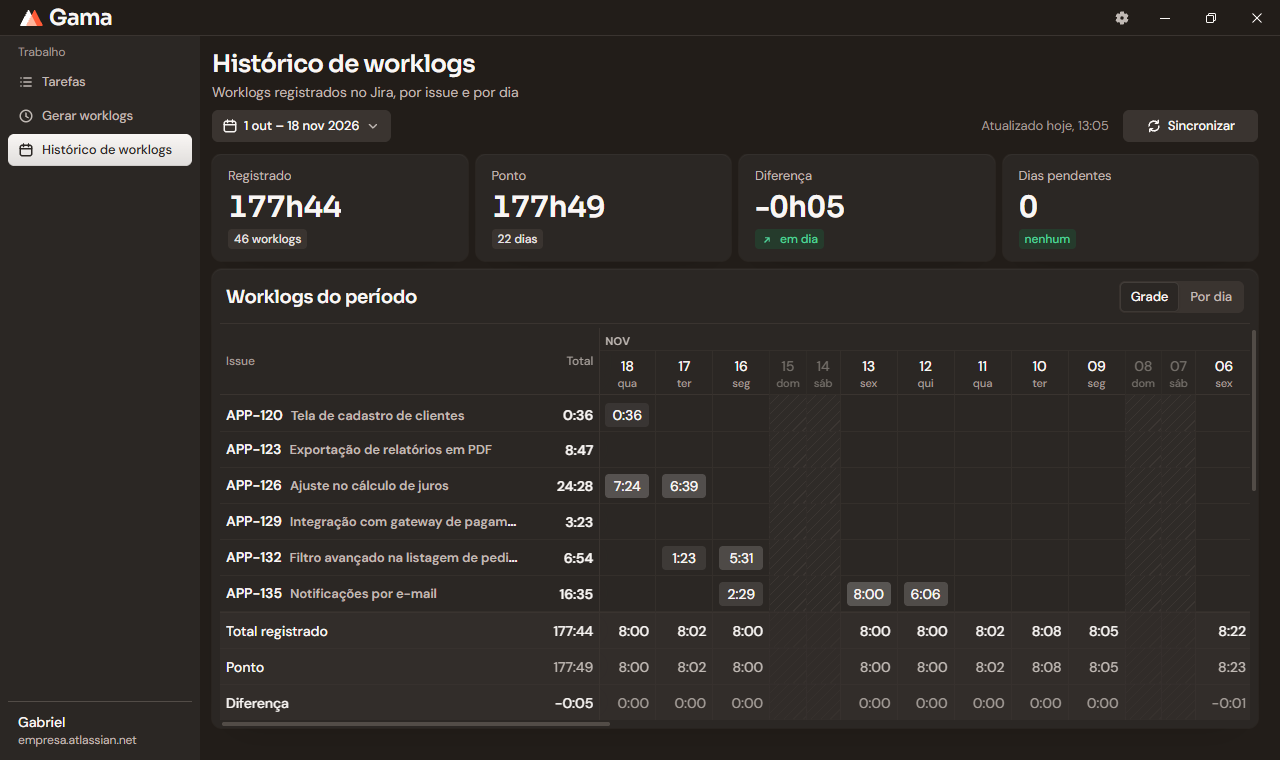 Gama
Trabalho
Tarefas
Gerar worklogs
Histórico de worklogs
Gabriel
empresa.atlassian.net
Histórico de worklogs
Worklogs registrados no Jira, por issue e por dia
1 out – 18 nov 2026
Atualizado hoje, 13:05
Sincronizar
Registrado
177h44
46 worklogs
Ponto
177h49
22 dias
Diferença
-0h05
em dia
Dias pendentes
0
nenhum
Worklogs do período
Grade Por dia
NOV
Issue Total
18 17 16 15 14 13 12 11 10 09 08 07 06
qua ter seg dom sáb sex qui qua ter seg dom sáb sex
APP-120 Tela de cadastro de clientes 0:36 0:36
APP-123 Exportação de relatórios em PDF 8:47
APP-126 Ajuste no cálculo de juros 24:28 7:24 6:39
APP-129 Integração com gateway de pagam... 3:23
APP-132 Filtro avançado na listagem de pedi... 6:54 1:23 5:31
APP-135 Notificações por e-mail 16:35 2:29 8:00 6:06
Total registrado 177:44 8:00 8:02 8:00 8:00 8:00 8:02 8:08 8:05 8:22
Ponto 177:49 8:00 8:02 8:00 8:00 8:00 8:02 8:08 8:05 8:23
Diferença -0:05 0:00 0:00 0:00 0:00 0:00 0:00 0:00 0:00 -0:01